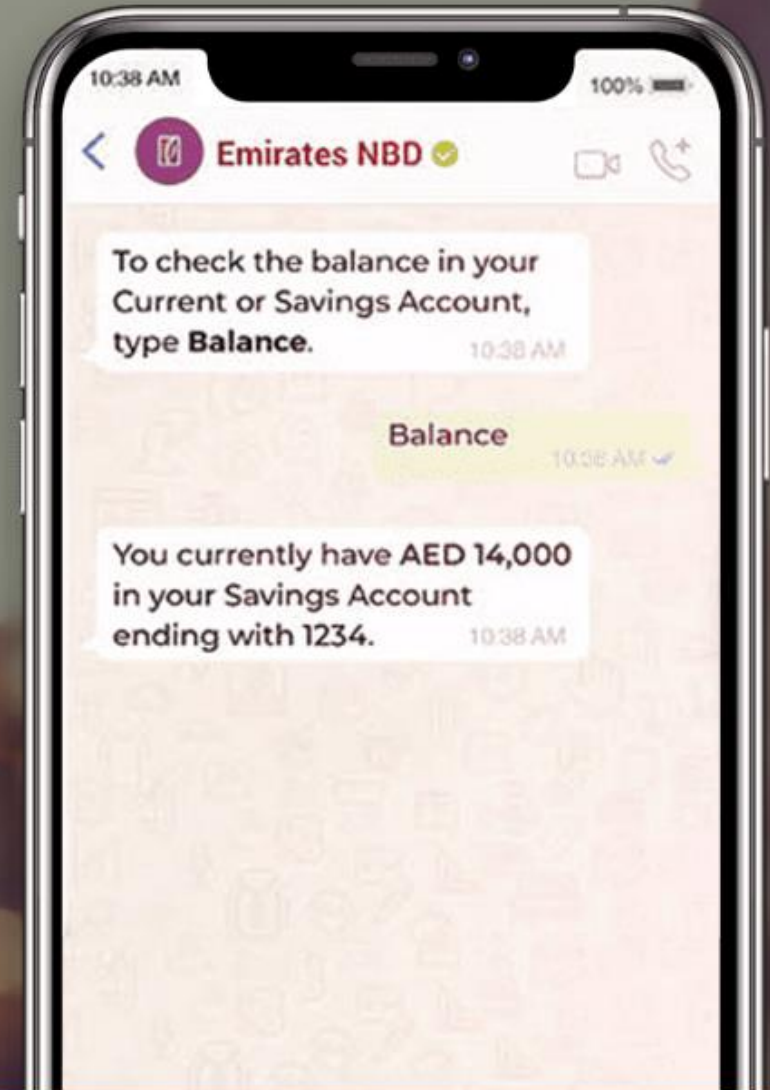 10:38 AM
100%
Emirates NBD
To check the balance in your
Current or Savings Account,
type Balance.
10:38 AM
Balance
10:38 AM
You currently have AED 14,000
in your Savings Account
ending with 1234.
10:38 AM